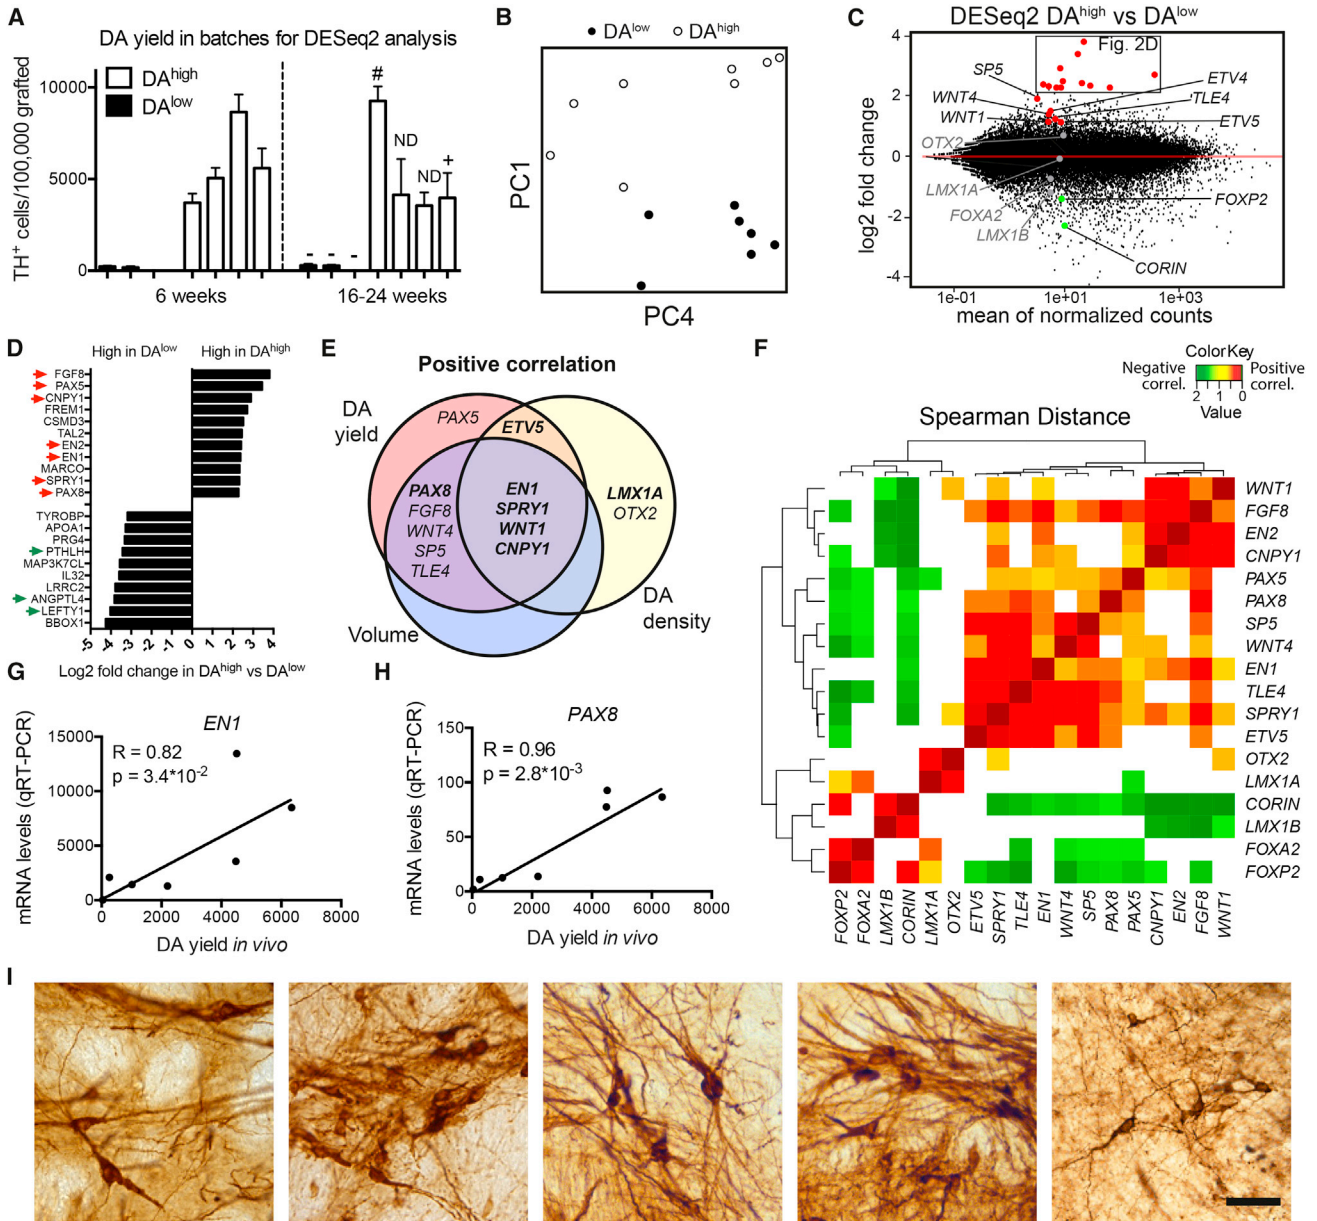 A
DA yield in batches for DESeq2 analysis
TH+ cells/100,000 grafted
10000
5000
0
DAhigh
DAlow
#
ND
ND
+
- - -
6 weeks
16-24 weeks
B
DAlow DAhigh
PC1
PC4
C
DESeq2 DAhigh vs DAlow
log2 fold change
4
2
0
-2
-4
Fig. 2D
SP5
WNT4
WNT1
OTX2
LMX1A
FOXA2
LMX1B
ETV4
TLE4
ETV5
FOXP2
CORIN
1e-01 1e+01 1e+03
mean of normalized counts
D
High in DAlow High in DAhigh
FGF8
PAX5
CNPY1
FREM1
CSMD3
TAL2
EN2
EN1
MARCO
SPRY1
PAX8
TYROBP
APOA1
PRG4
PTHLH
MAP3K7CL
IL32
LRRC2
ANGPTL4
LEFTY1
BBOX1
-5 -4 -3 -2 -1 0 1 2 3 4
Log2 fold change in DAhigh vs DAlow
E
Positive correlation
DA
yield
PAX5
ETV5
PAX8
FGF8
WNT4
SP5
TLE4
EN1
SPRY1
WNT1
CNPY1
LMX1A
OTX2
DA
density
Volume
F
ColorKey
Negative
correl.
Positive
correl.
2 1 0
Value
Spearman Distance
WNT1
FGF8
EN2
CNPY1
PAX5
PAX8
SP5
WNT4
EN1
TLE4
SPRY1
ETV5
OTX2
LMX1A
CORIN
LMX1B
FOXA2
FOXP2
FOXP2 FOXA2 LMX1B CORIN LMX1A OTX2 ETV5 SPRY1 TLE4 EN1 WNT4 SP5 PAX8 PAX5 CNPY1 EN2 FGF8 WNT1
G
EN1
mRNA levels (qRT-PCR)
15000
10000
5000
0
R = 0.82
p = 3.4*10-2
0 2000 4000 6000 8000
DA yield in vivo
H
PAX8
mRNA levels (qRT-PCR)
150
100
50
0
R = 0.96
p = 2.8*10-3
0 2000 4000 6000 8000
DA yield in vivo
I